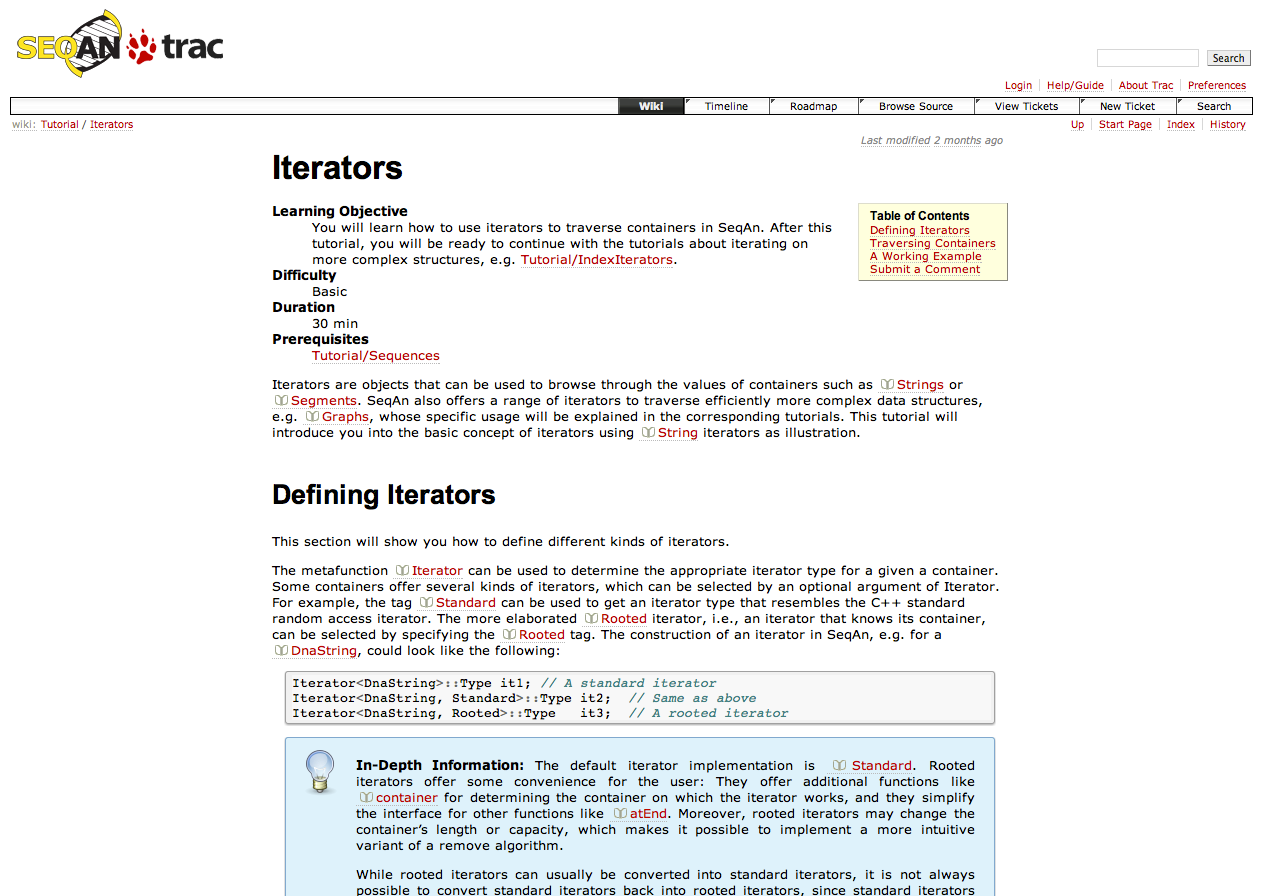 SEQAN trac
Search
Login Help/Guide About Trac Preferences
Wiki Timeline Roadmap Browse Source View Tickets New Ticket Search
wiki: Tutorial / Iterators
Up Start Page Index History
Last modified 2 months ago
Iterators
Learning Objective
You will learn how to use iterators to traverse containers in SeqAn. After this
tutorial, you will be ready to continue with the tutorials about iterating on
more complex structures, e.g. Tutorial/IndexIterators.
Difficulty
Basic
Duration
30 min
Prerequisites
Tutorial/Sequences
Table of Contents
Defining Iterators
Traversing Containers
A Working Example
Submit a Comment
Iterators are objects that can be used to browse through the values of containers such as Strings or
Segments. SeqAn also offers a range of iterators to traverse efficiently more complex data structures,
e.g. Graphs, whose specific usage will be explained in the corresponding tutorials. This tutorial will
introduce you into the basic concept of iterators using String iterators as illustration.
Defining Iterators
This section will show you how to define different kinds of iterators.
The metafunction Iterator can be used to determine the appropriate iterator type for a given a container.
Some containers offer several kinds of iterators, which can be selected by an optional argument of Iterator.
For example, the tag Standard can be used to get an iterator type that resembles the C++ standard
random access iterator. The more elaborated Rooted iterator, i.e., an iterator that knows its container,
can be selected by specifying the Rooted tag. The construction of an iterator in SeqAn, e.g. for a
DnaString, could look like the following:
Iterator<DnaString>::Type it1; // A standard iterator
Iterator<DnaString, Standard>::Type it2;  // Same as above
Iterator<DnaString, Rooted>::Type   it3;  // A rooted iterator
In-Depth Information: The default iterator implementation is Standard. Rooted
iterators offer some convenience for the user: They offer additional functions like
container for determining the container on which the iterator works, and they simplify
the interface for other functions like atEnd. Moreover, rooted iterators may change the
container’s length or capacity, which makes it possible to implement a more intuitive
variant of a remove algorithm.
While rooted iterators can usually be converted into standard iterators, it is not always
possible to convert standard iterators back into rooted iterators, since standard iterators